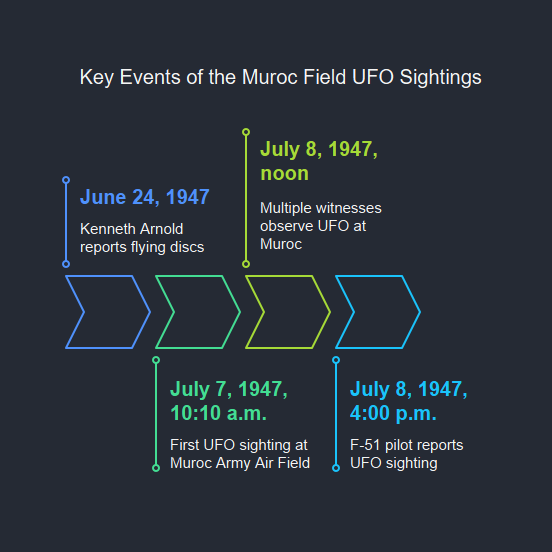 Key Events of the Muroc Field UFO Sightings
June 24, 1947
Kenneth Arnold
reports flying discs
July 7, 1947,
10:10 a.m.
First UFO sighting at
Muroc Army Air Field
July 8, 1947,
noon
Multiple witnesses
observe UFO at
Muroc
July 8, 1947,
4:00 p.m.
F-51 pilot reports
UFO sighting